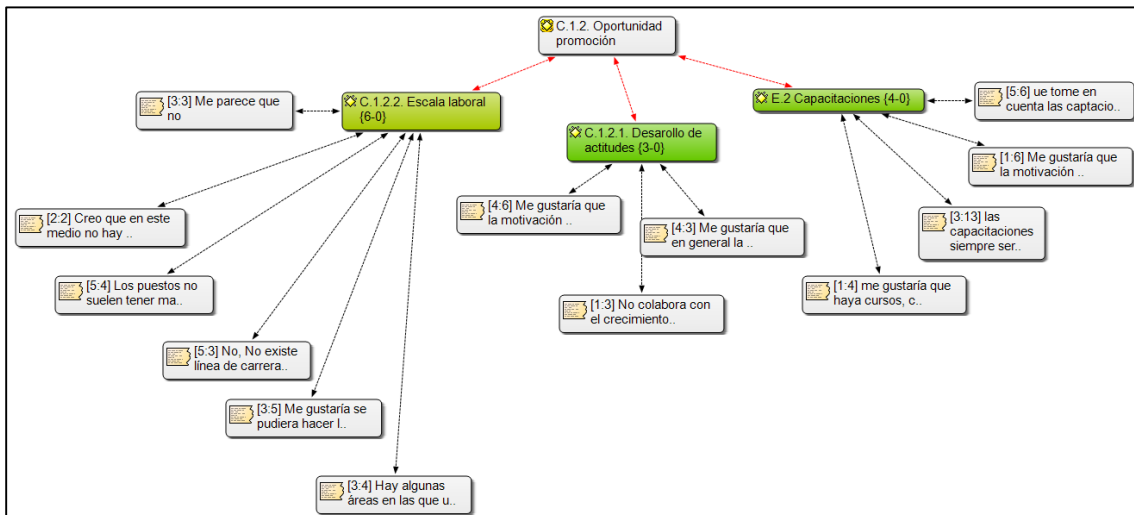 C.1.2. Oportunidad
promoción
[3:3] Me parece que
no
C.1.2.2. Escala laboral
{6-0}
E.2 Capacitaciones {4-0}
[5:6] ue tome en
cuenta las captacio..
C.1.2.1. Desarollo de
actitudes {3-0}
[1:6] Me gustaría que
la motivación ..
[2:2] Creo que en este
medio no hay ..
[4:6] Me gustaría que
la motivación ..
[4:3] Me gustaría que
en general la ..
[3:13] las
capacitaciones
siempre ser..
[5:4] Los puestos no
suelen tener ma..
[1:3] No colabora con
el crecimiento..
[1:4] me gustaría que
haya cursos, c..
[5:3] No, No existe
línea de carrera..
[3:5] Me gustaría se
pudiera hacer l..
[3:4] Hay algunas
áreas en las que u..